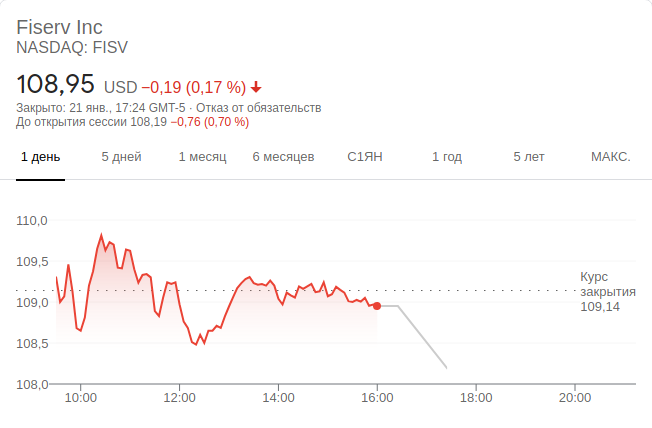 Fiserv Inc
NASDAQ: FISV
108,95 USD −0,19 (0,17 %)
Закрыто: 21 янв., 17:24 GMT-5 · Отказ от обязательств
До открытия сессии 108,19 −0,76 (0,70 %)
1 день 5 дней 1 месяц 6 месяцев С1ЯН 1 год 5 лет МАКС.
110,0
109,5
Курс
закрытия
109,14
109,0
108,5
108,0
10:00 12:00 14:00 16:00 18:00 20:00